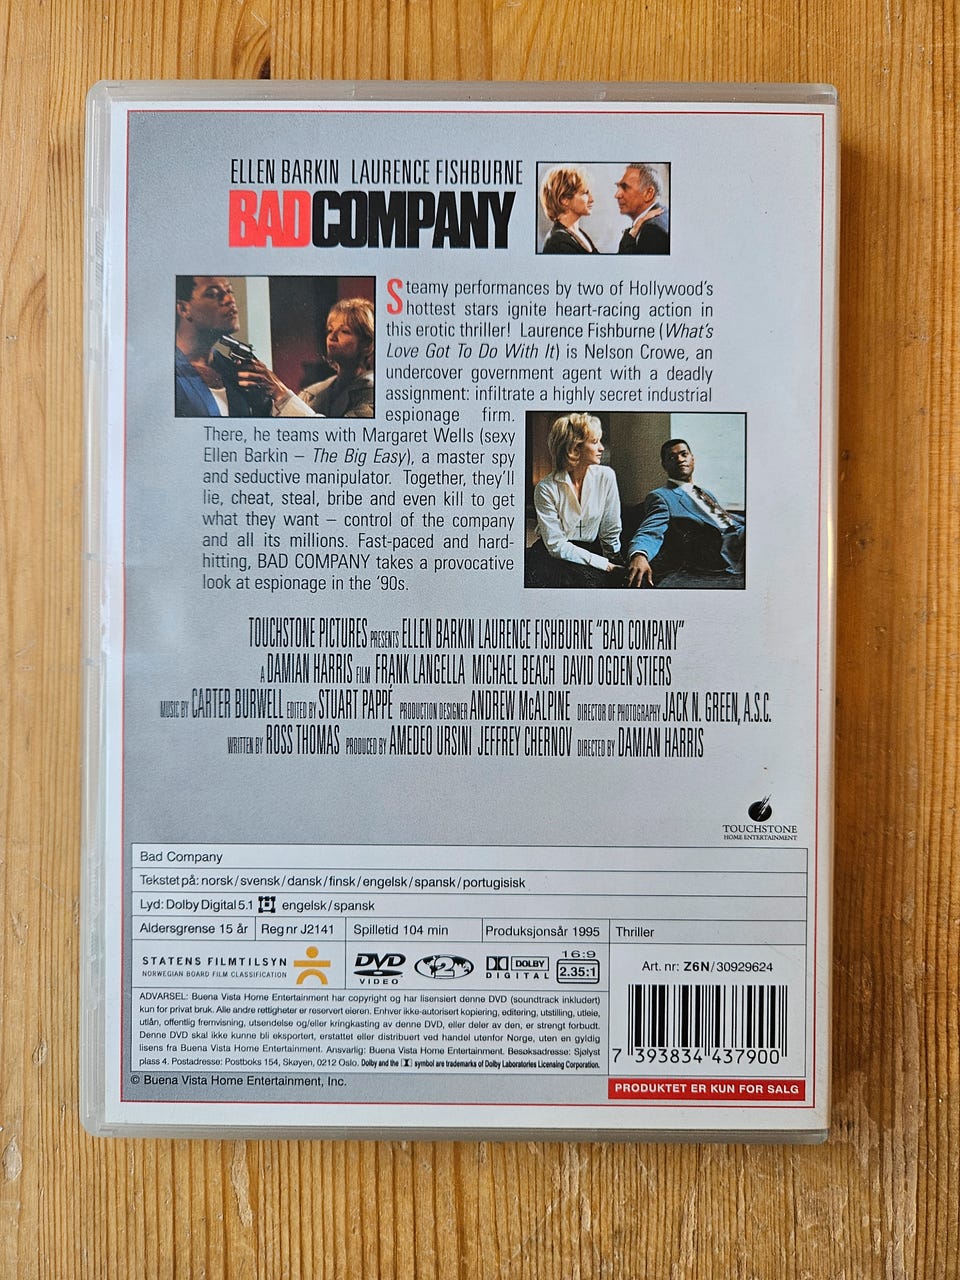 ELLEN BARKIN LAURENCE FISHBURNE
BAD COMPANY
Steamy performances by two of Hollywood's
hottest stars ignite heart-racing action in
this erotic thriller! Laurence Fishburne (What's
Love Got To Do With It) is Nelson Crowe, an
undercover government agent with a deadly
assignment: infiltrate a highly secret industrial
espionage firm.
There, he teams with Margaret Wells (sexy
Ellen Barkin – The Big Easy), a master spy
and seductive manipulator. Together, they'll
lie, cheat, steal, bribe and even kill to get
what they want – control of the company
and all its millions. Fast-paced and hard-
hitting, BAD COMPANY takes a provocative
look at espionage in the '90s.
TOUCHSTONE PICTURES PRESENTS ELLEN BARKIN LAURENCE FISHBURNE "BAD COMPANY"
A DAMIAN HARRIS FILM FRANK LANGELLA MICHAEL BEACH DAVID OGDEN STIERS
MUSIC BY CARTER BURWELL EDITED BY STUART PAPPÉ PRODUCTION DESIGNER ANDREW McALPINE DIRECTOR OF PHOTOGRAPHY JACK N. GREEN, A.S.C.
WRITTEN BY ROSS THOMAS PRODUCED BY AMEDEO URSINI JEFFREY CHERNOV DIRECTED BY DAMIAN HARRIS
TOUCHSTONE
HOME ENTERTAINMENT
Bad Company
Tekstet på: norsk/svensk/dansk/finsk/engelsk/spansk/portugisisk
Lyd: Dolby Digital 5.1 engelsk/spansk
Aldersgrense 15 år Reg nr J2141 Spilletid 104 min Produksjonsår 1995 Thriller
STATENS FILMTILSYN
NORWEGIAN BOARD FILM CLASSIFICATION
DVD
VIDEO
2
DOLBY
DIGITAL
16:9
2.35:1
Art. nr: Z6N/30929624
ADVARSEL: Buena Vista Home Entertainment har copyright og har lisensiert denne DVD (soundtrack inkludert)
kun for privat bruk. Alle andre rettigheter er reservert eieren. Enhver ikke-autorisert kopiering, editering, utstilling, utleie,
utlån, offentlig fremvisning, utsendelse og/eller kringkasting av denne DVD, eller deler av den, er strengt forbudt.
Denne DVD skal ikke kunne bli eksportert, erstattet eller distribuert ved handel utenfor Norge, uten en gyldig
lisens fra Buena Vista Home Entertainment. Ansvarlig: Buena Vista Home Entertainment. Besøksadresse: Sjølyst
plass 4. Postadresse: Postboks 154, Skøyen, 0212 Oslo. Dolby and the symbol are trademarks of Dolby Laboratories Licensing Corporation.
7 393834 437900
© Buena Vista Home Entertainment, Inc.
PRODUKTET ER KUN FOR SALG